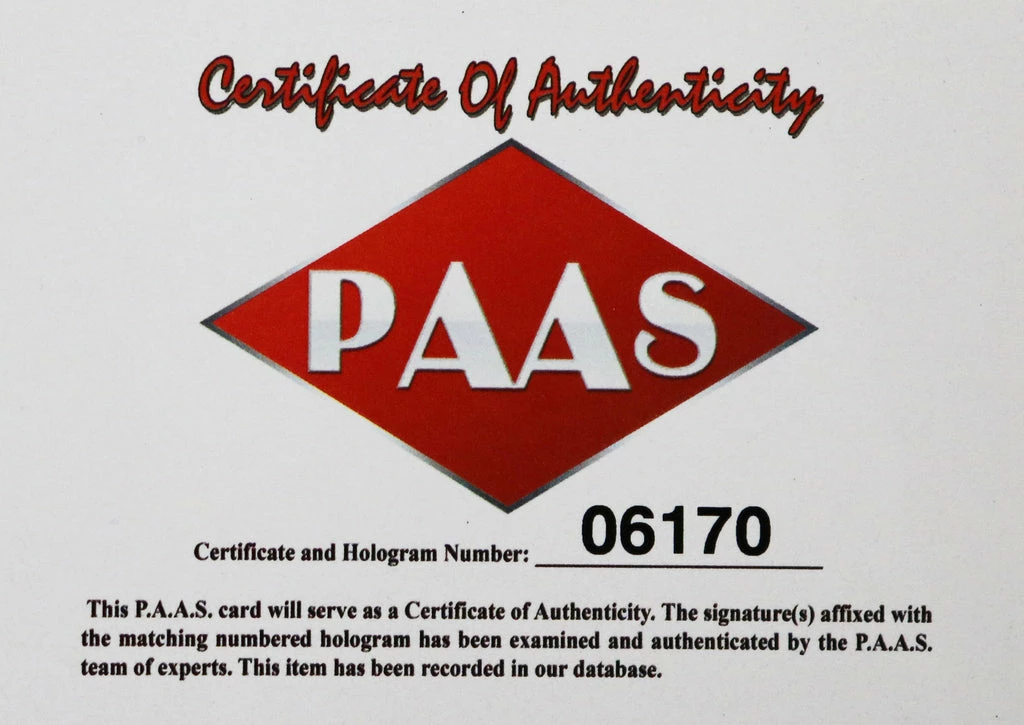 Certificate Of Authenticity
PAAS
06170
Certificate and Hologram Number:
This P.A.A.S. card will serve as a Certificate of Authenticity. The signature(s) affixed with
the matching numbered hologram has been examined and authenticated by the P.A.A.S.
team of experts. This item has been recorded in our database.